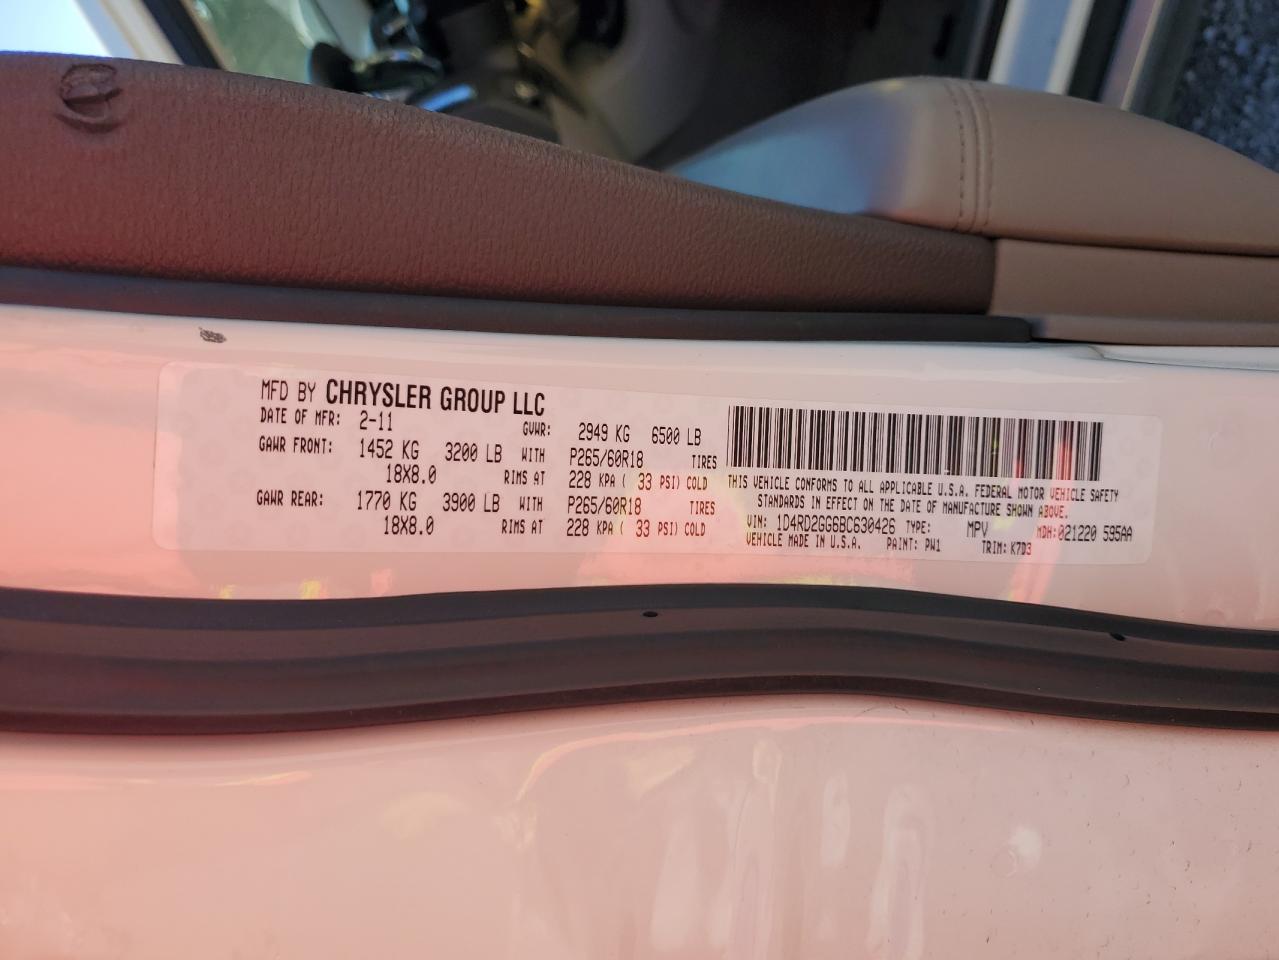 MFD BY CHRYSLER GROUP LLC
DATE OF MFR: 2-11 GVWR: 2949 KG 6500 LB
GAWR FRONT: 1452 KG 3200 LB WITH P265/60R18 TIRES
18X8.0 RIMS AT 228 KPA ( 33 PSI) COLD
GAWR REAR: 1770 KG 3900 LB WITH P265/60R18 TIRES
18X8.0 RIMS AT 228 KPA ( 33 PSI) COLD
THIS VEHICLE CONFORMS TO ALL APPLICABLE U.S.A. FEDERAL MOTOR VEHICLE SAFETY
STANDARDS IN EFFECT ON THE DATE OF MANUFACTURE SHOWN ABOVE.
VIN: 1D4RD2GG6BC630426 TYPE: MPV MDH:021220 595AA
VEHICLE MADE IN U.S.A. PAINT: PW1 TRIM: K7D3